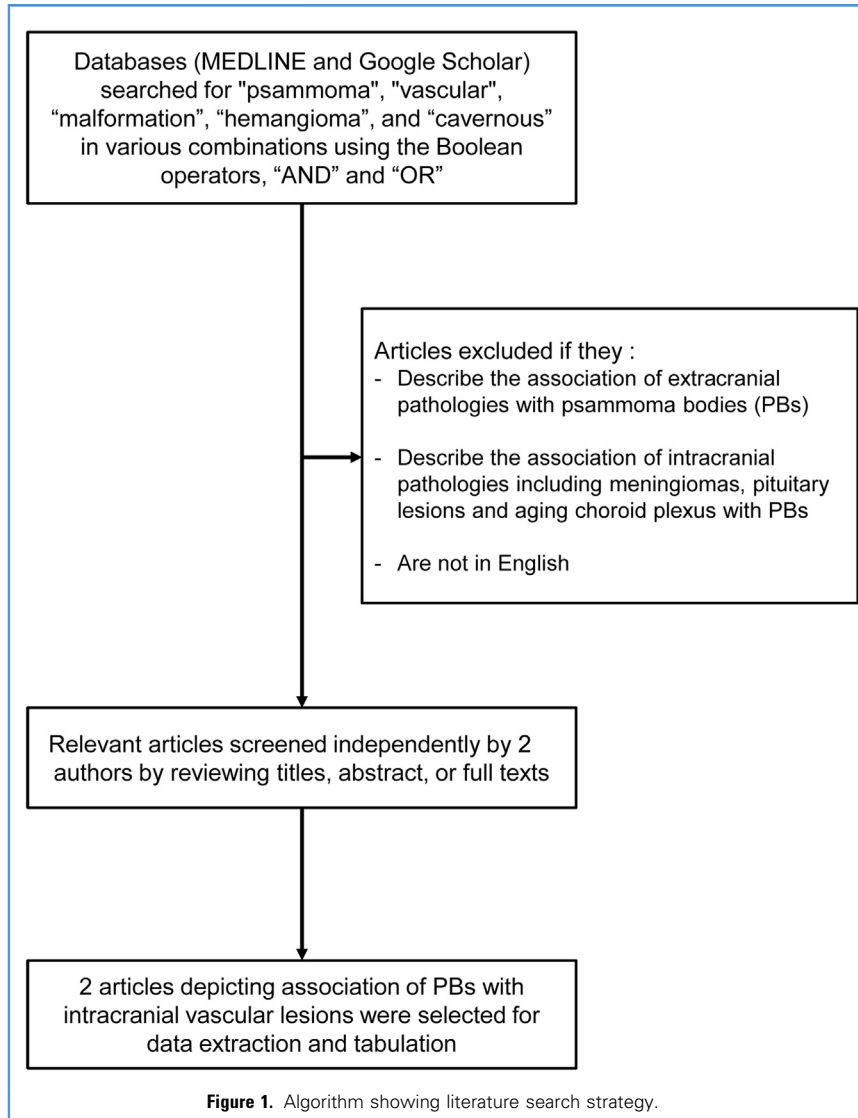 Databases (MEDLINE and Google Scholar)
searched for "psammoma", "vascular",
“malformation”, “hemangioma”, and “cavernous”
in various combinations using the Boolean
operators, “AND” and “OR”
Articles excluded if they :
- Describe the association of extracranial
pathologies with psammoma bodies (PBs)
- Describe the association of intracranial
pathologies including meningiomas, pituitary
lesions and aging choroid plexus with PBs
- Are not in English
Relevant articles screened independently by 2
authors by reviewing titles, abstract, or full texts
2 articles depicting association of PBs with
intracranial vascular lesions were selected for
data extraction and tabulation
Figure 1. Algorithm showing literature search strategy.